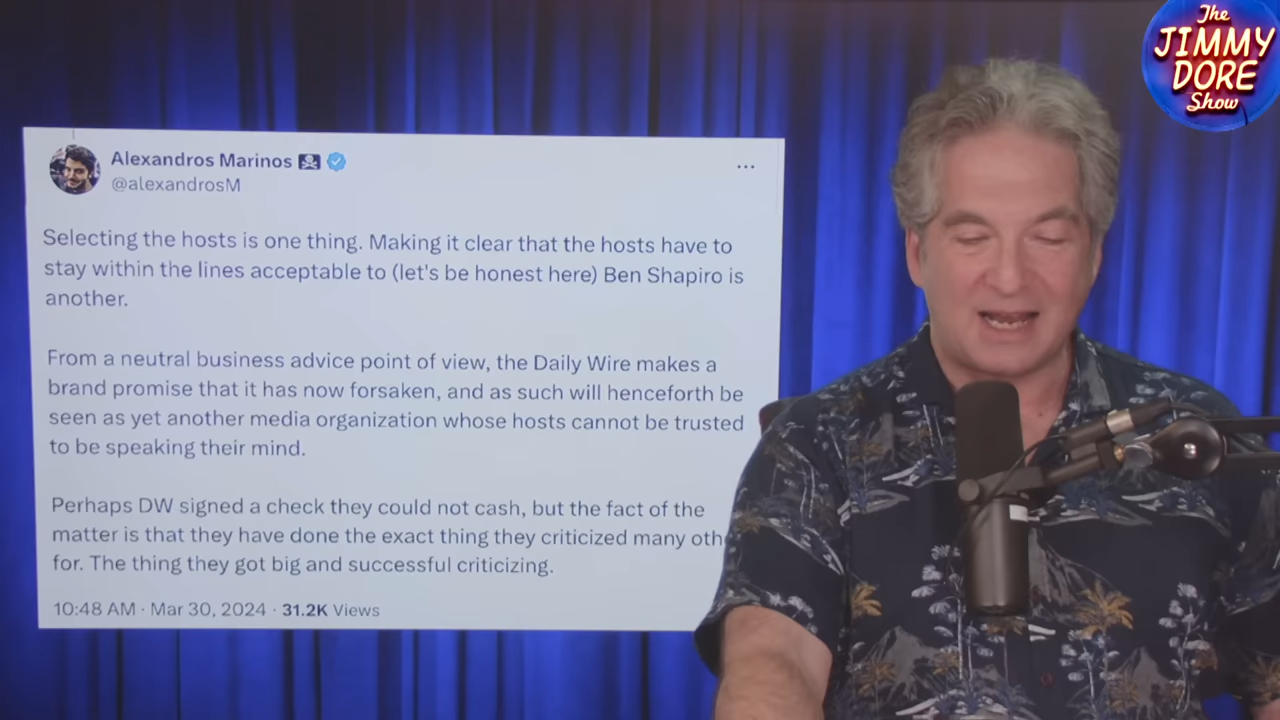 The
JIMMY
DORE
Show
Alexandros Marinos
@alexandrosM
Selecting the hosts is one thing. Making it clear that the hosts have to
stay within the lines acceptable to (let's be honest here) Ben Shapiro is
another.
From a neutral business advice point of view, the Daily Wire makes a
brand promise that it has now forsaken, and as such will henceforth be
seen as yet another media organization whose hosts cannot be trusted
to be speaking their mind.
Perhaps DW signed a check they could not cash, but the fact of the
matter is that they have done the exact thing they criticized many oth
for. The thing they got big and successful criticizing.
10:48 AM · Mar 30, 2024 · 31.2K Views